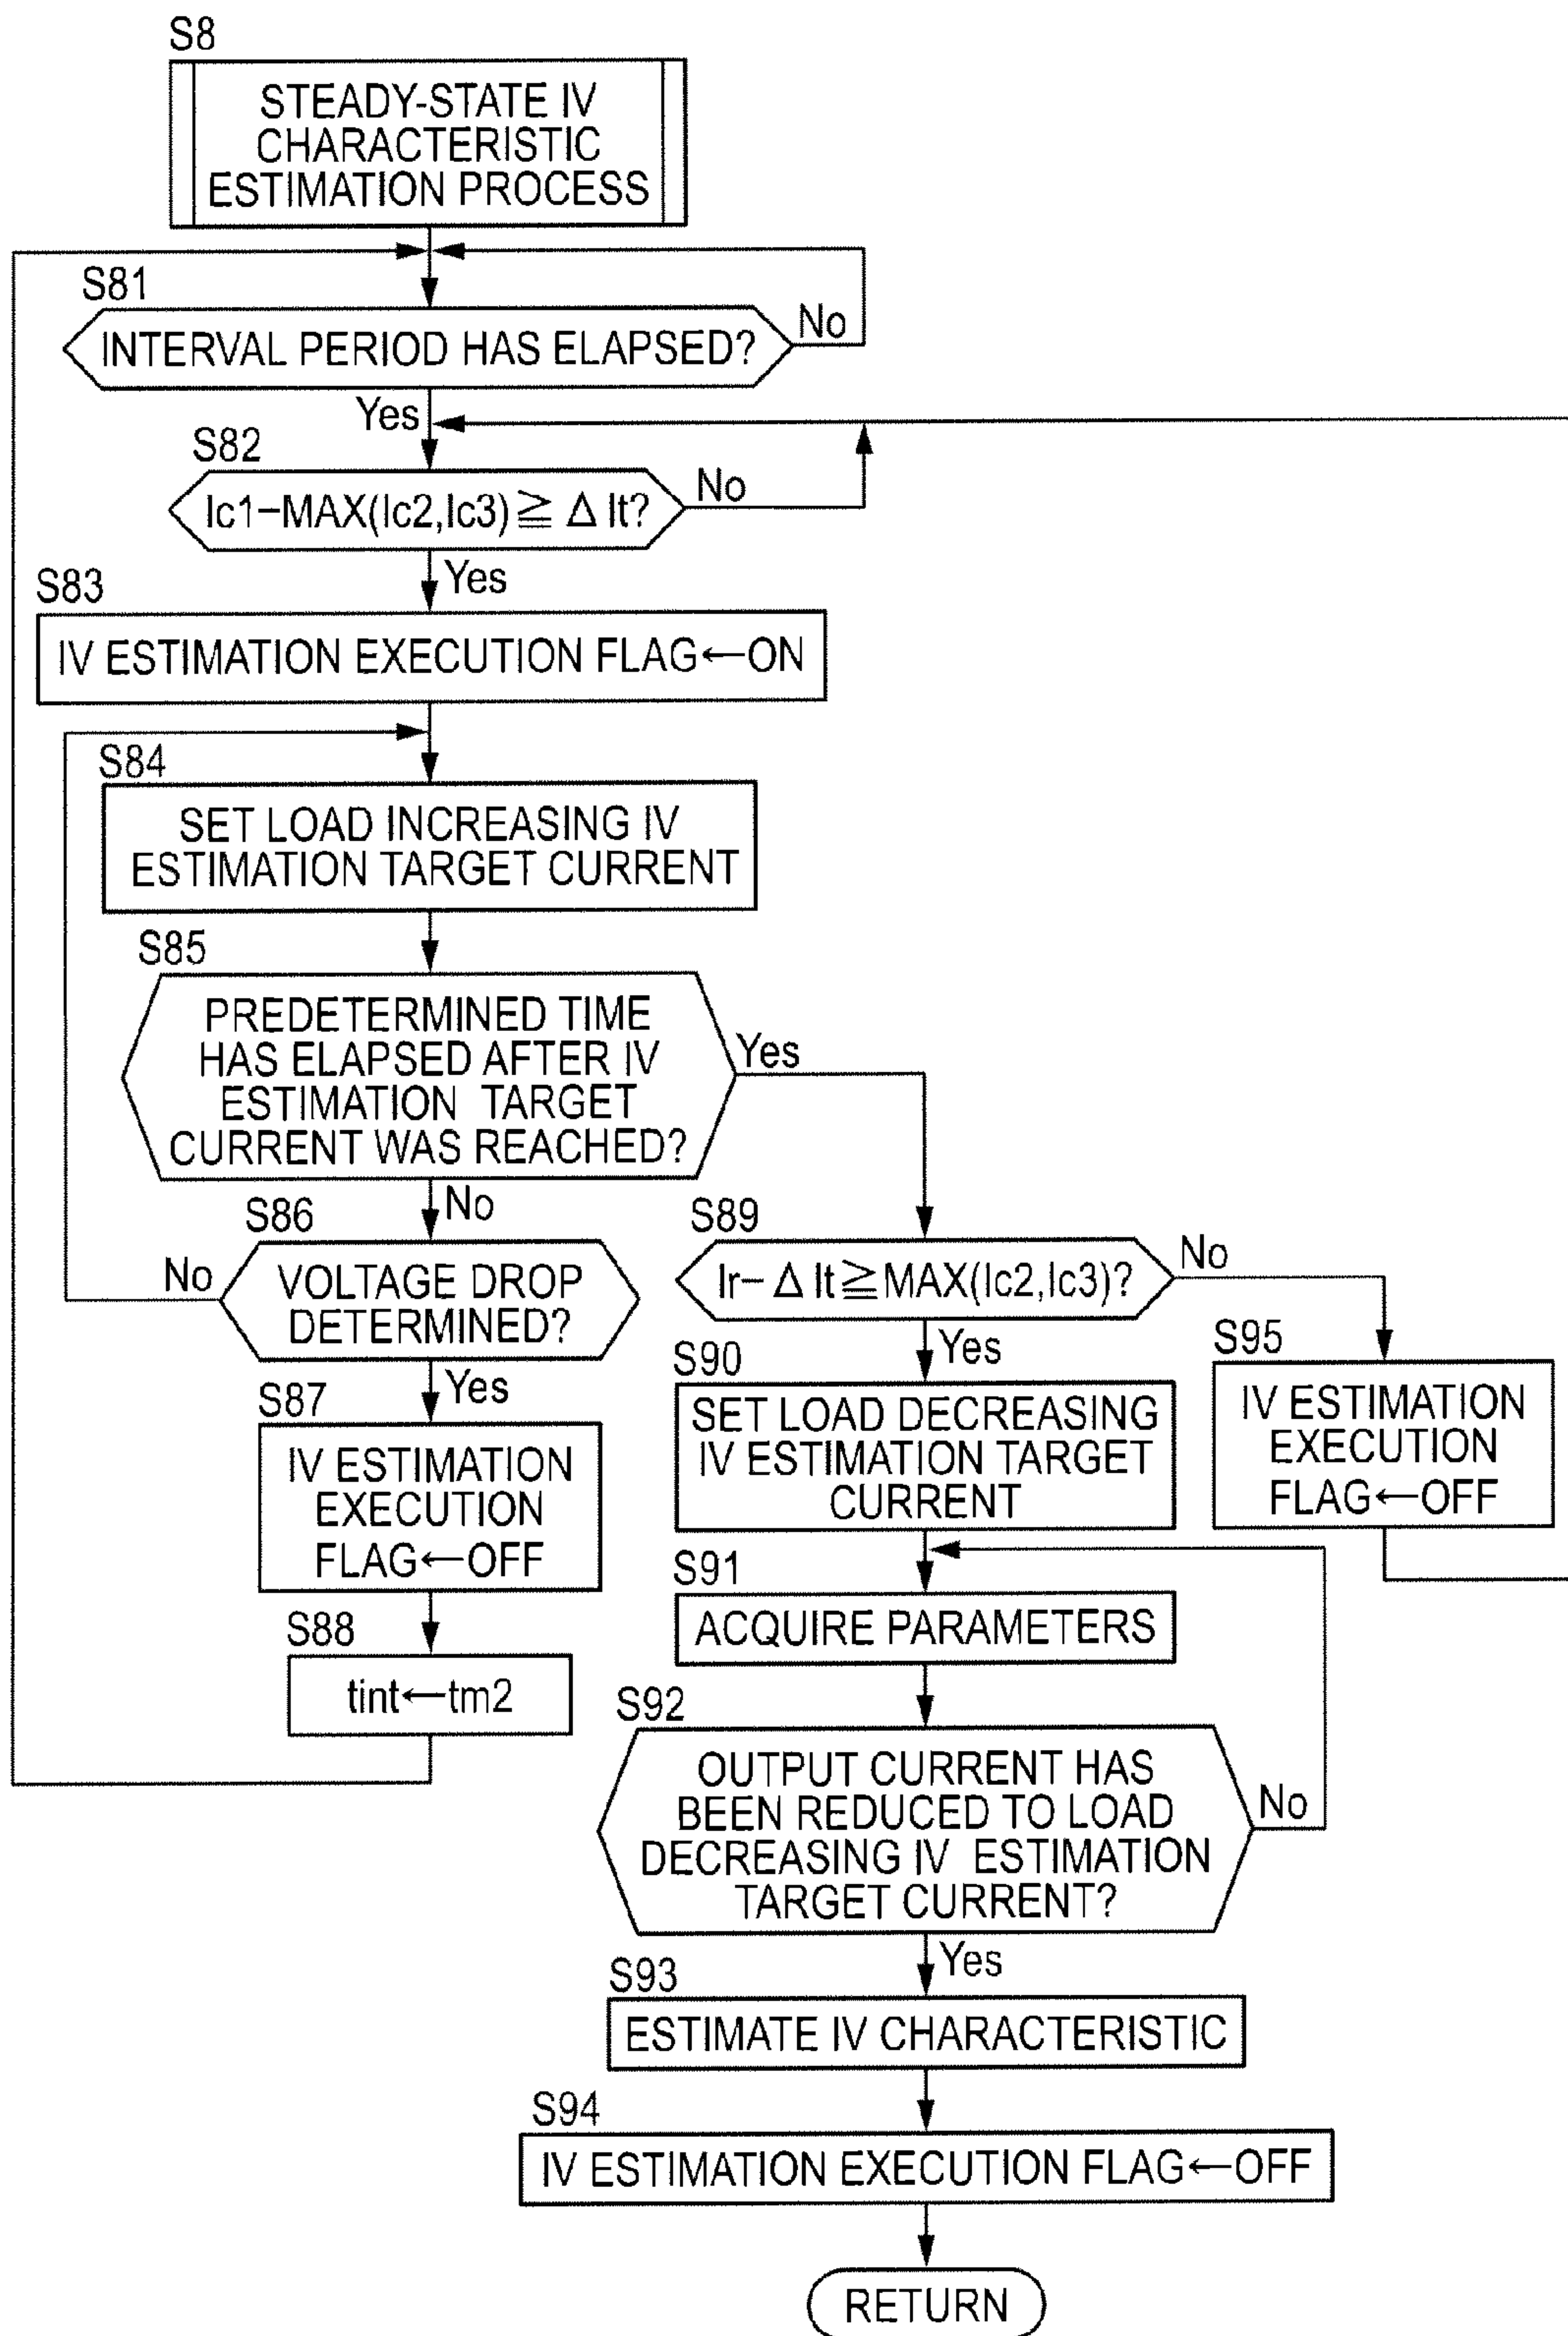 S8
STEADY-STATE IV
CHARACTERISTIC
ESTIMATION PROCESS
S81
INTERVAL PERIOD HAS ELAPSED?
No
Yes
S82
Ic1−MAX(Ic2,Ic3)≧ Δ It?
No
Yes
S83
IV ESTIMATION EXECUTION FLAG←ON
S84
SET LOAD INCREASING IV
ESTIMATION TARGET CURRENT
S85
PREDETERMINED TIME
HAS ELAPSED AFTER IV
ESTIMATION TARGET
CURRENT WAS REACHED?
Yes
No
S86
VOLTAGE DROP
DETERMINED?
No
Yes
S87
IV ESTIMATION
EXECUTION
FLAG←OFF
S88
tint←tm2
S89
Ir− Δ It≧MAX(Ic2,Ic3)?
No
Yes
S90
SET LOAD DECREASING
IV ESTIMATION TARGET
CURRENT
S95
IV ESTIMATION
EXECUTION
FLAG←OFF
S91
ACQUIRE PARAMETERS
S92
OUTPUT CURRENT HAS
BEEN REDUCED TO LOAD
DECREASING IV ESTIMATION
TARGET CURRENT?
No
Yes
S93
ESTIMATE IV CHARACTERISTIC
S94
IV ESTIMATION EXECUTION FLAG←OFF
RETURN